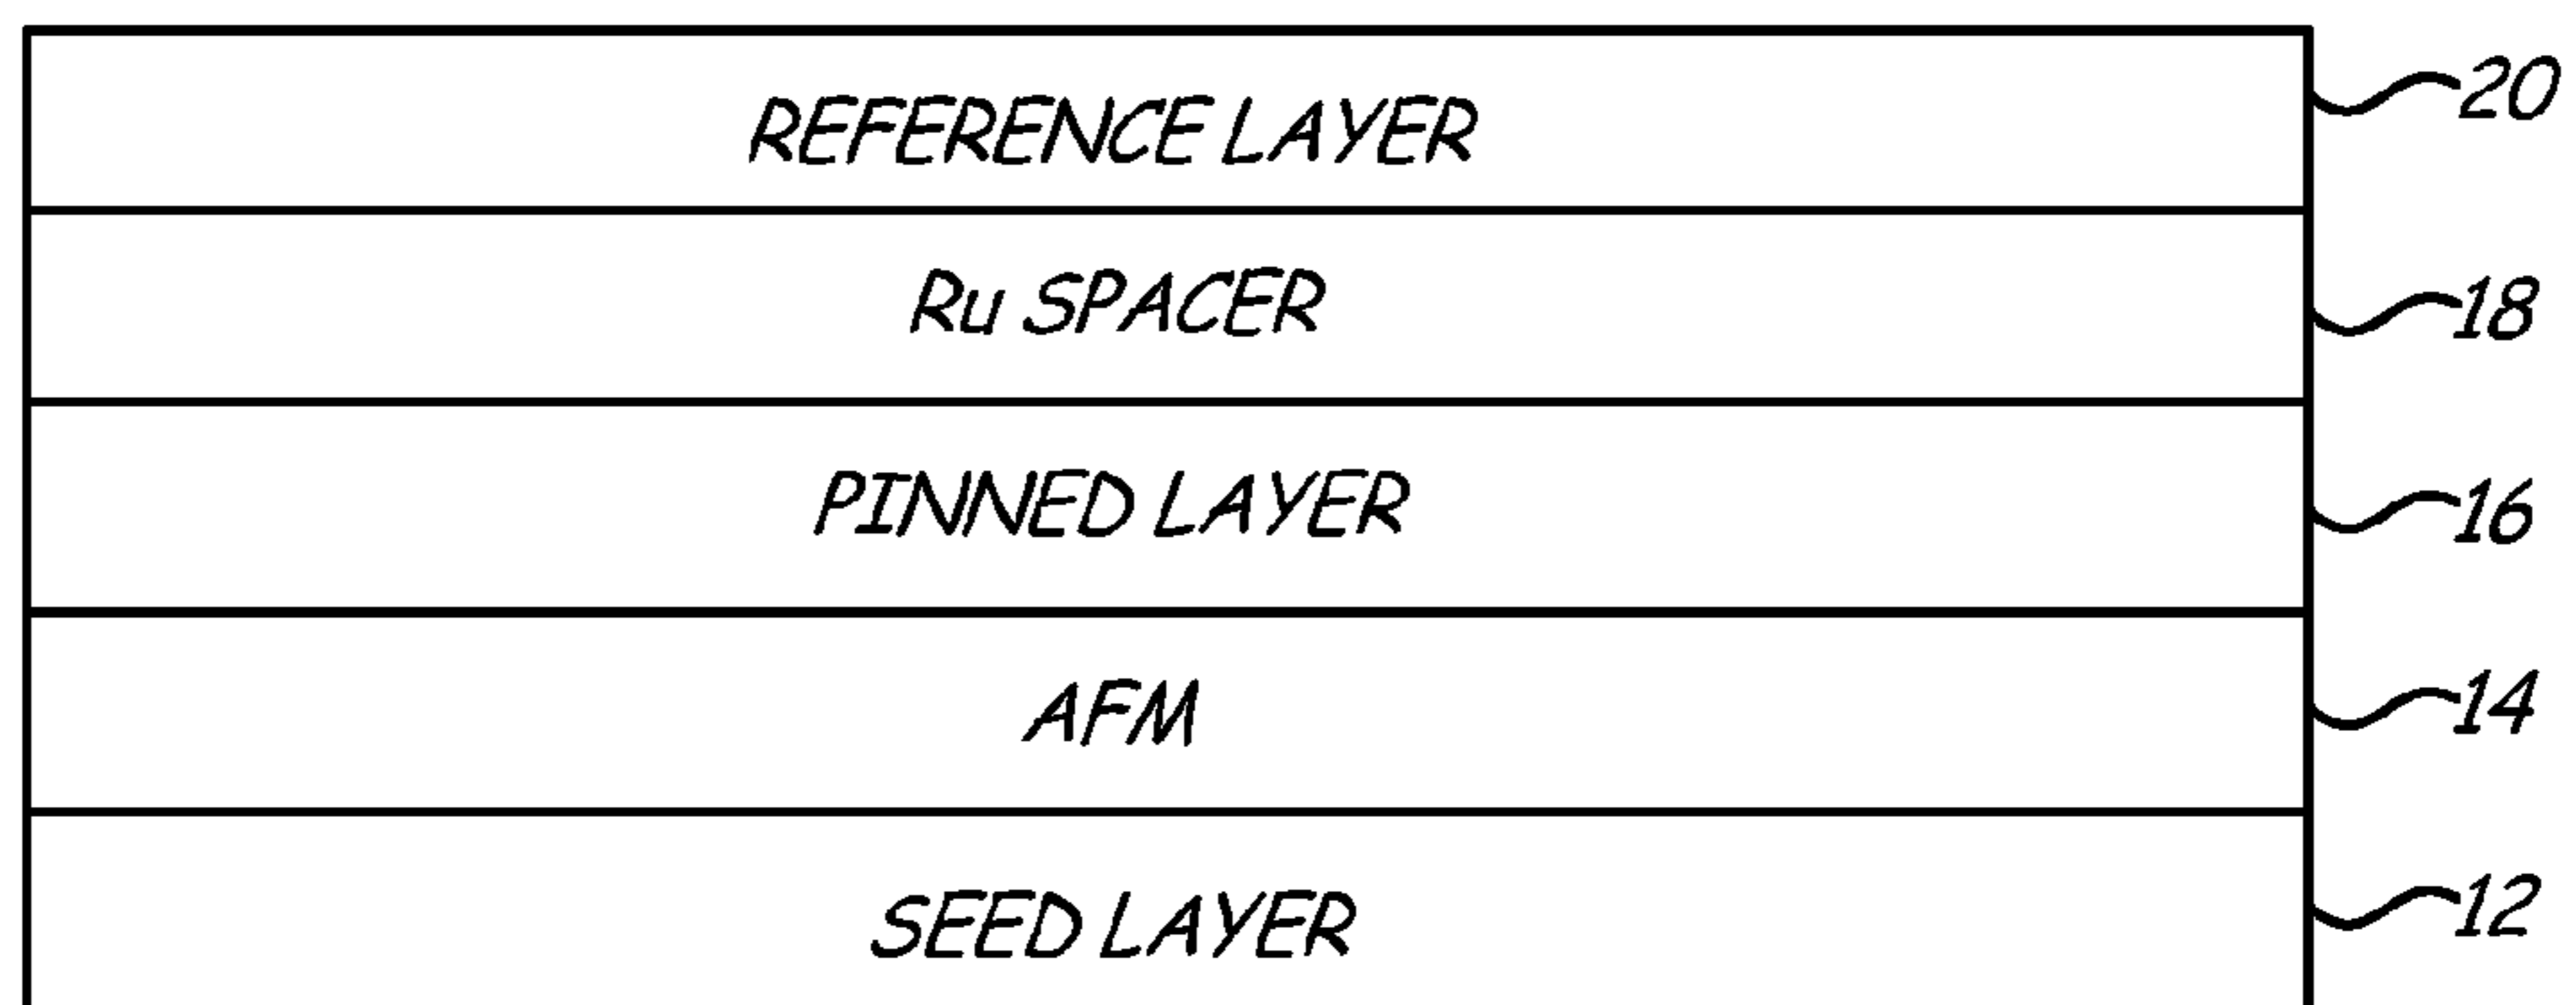 REFERENCE LAYER 20
Ru SPACER 18
PINNED LAYER 16
AFM 14
SEED LAYER 12